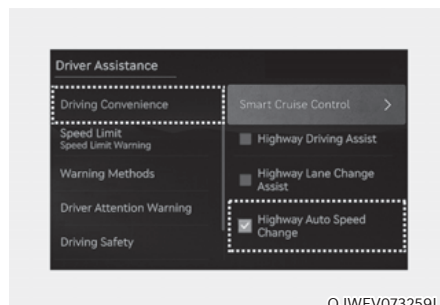 Driver Assistance
Driving Convenience
Speed Limit
Speed Limit Warning
Warning Methods
Driver Attention Warning
Driving Safety
Smart Cruise Control >
Highway Driving Assist
Highway Lane Change
Assist
Highway Auto Speed
Change